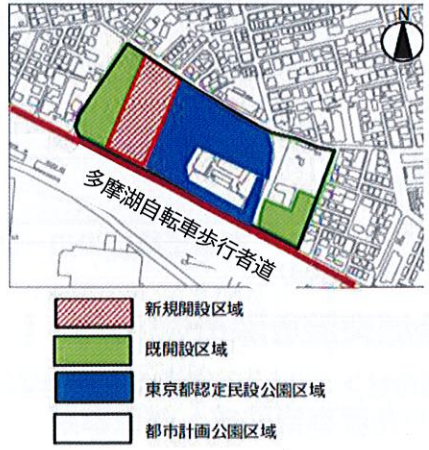 N
多摩湖自転車歩行者道
新規開設区域
既開設区域
東京都認定民設公園区域
都市計画公園区域